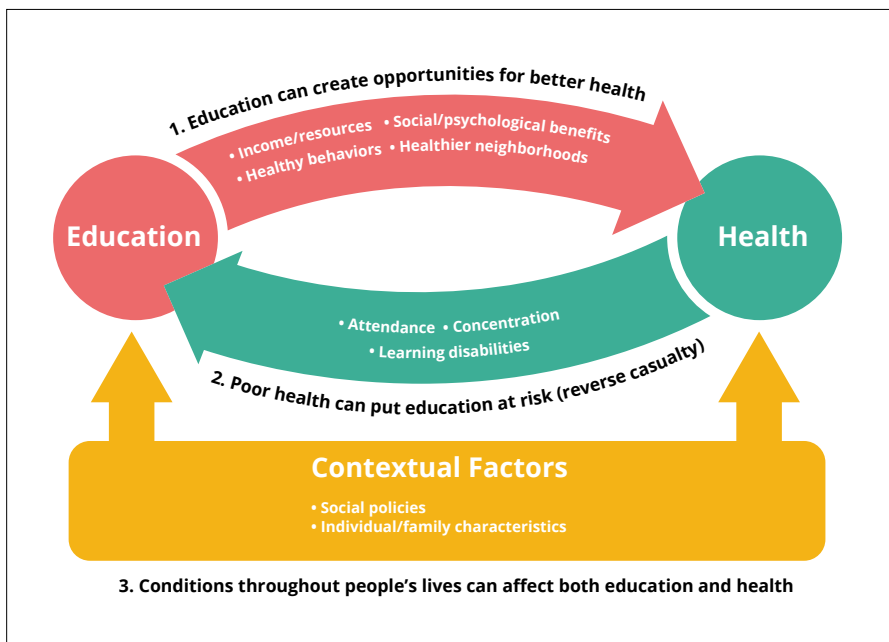 1. Education can create opportunities for better health
• Income/resources • Social/psychological benefits
• Healthy behaviors • Healthier neighborhoods
Education
Health
• Attendance • Concentration
• Learning disabilities
2. Poor health can put education at risk (reverse casualty)
Contextual Factors
• Social policies
• Individual/family characteristics
3. Conditions throughout people’s lives can affect both education and health